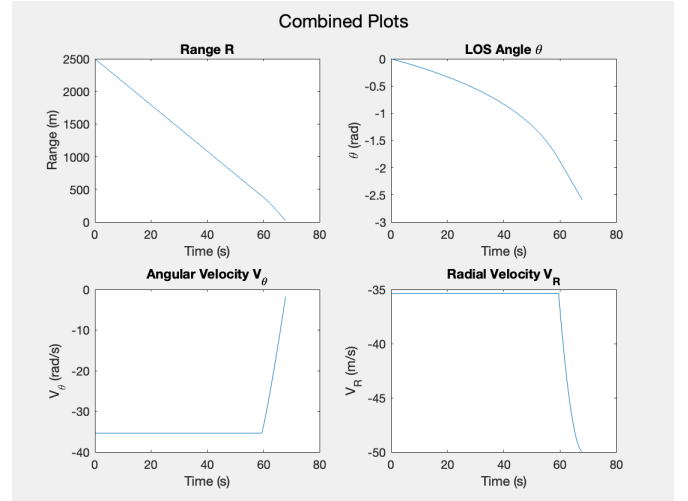 Combined Plots
Range R
2500
2000
1500
1000
500
0
Range (m)
0 20 40 60 80
Time (s)
LOS Angle θ
0
-0.5
-1
-1.5
-2
-2.5
-3
θ (rad)
0 20 40 60 80
Time (s)
Angular Velocity V_θ
0
-10
-20
-30
-40
V_θ (rad/s)
0 20 40 60 80
Time (s)
Radial Velocity V_R
-35
-40
-45
-50
V_R (m/s)
0 20 40 60 80
Time (s)